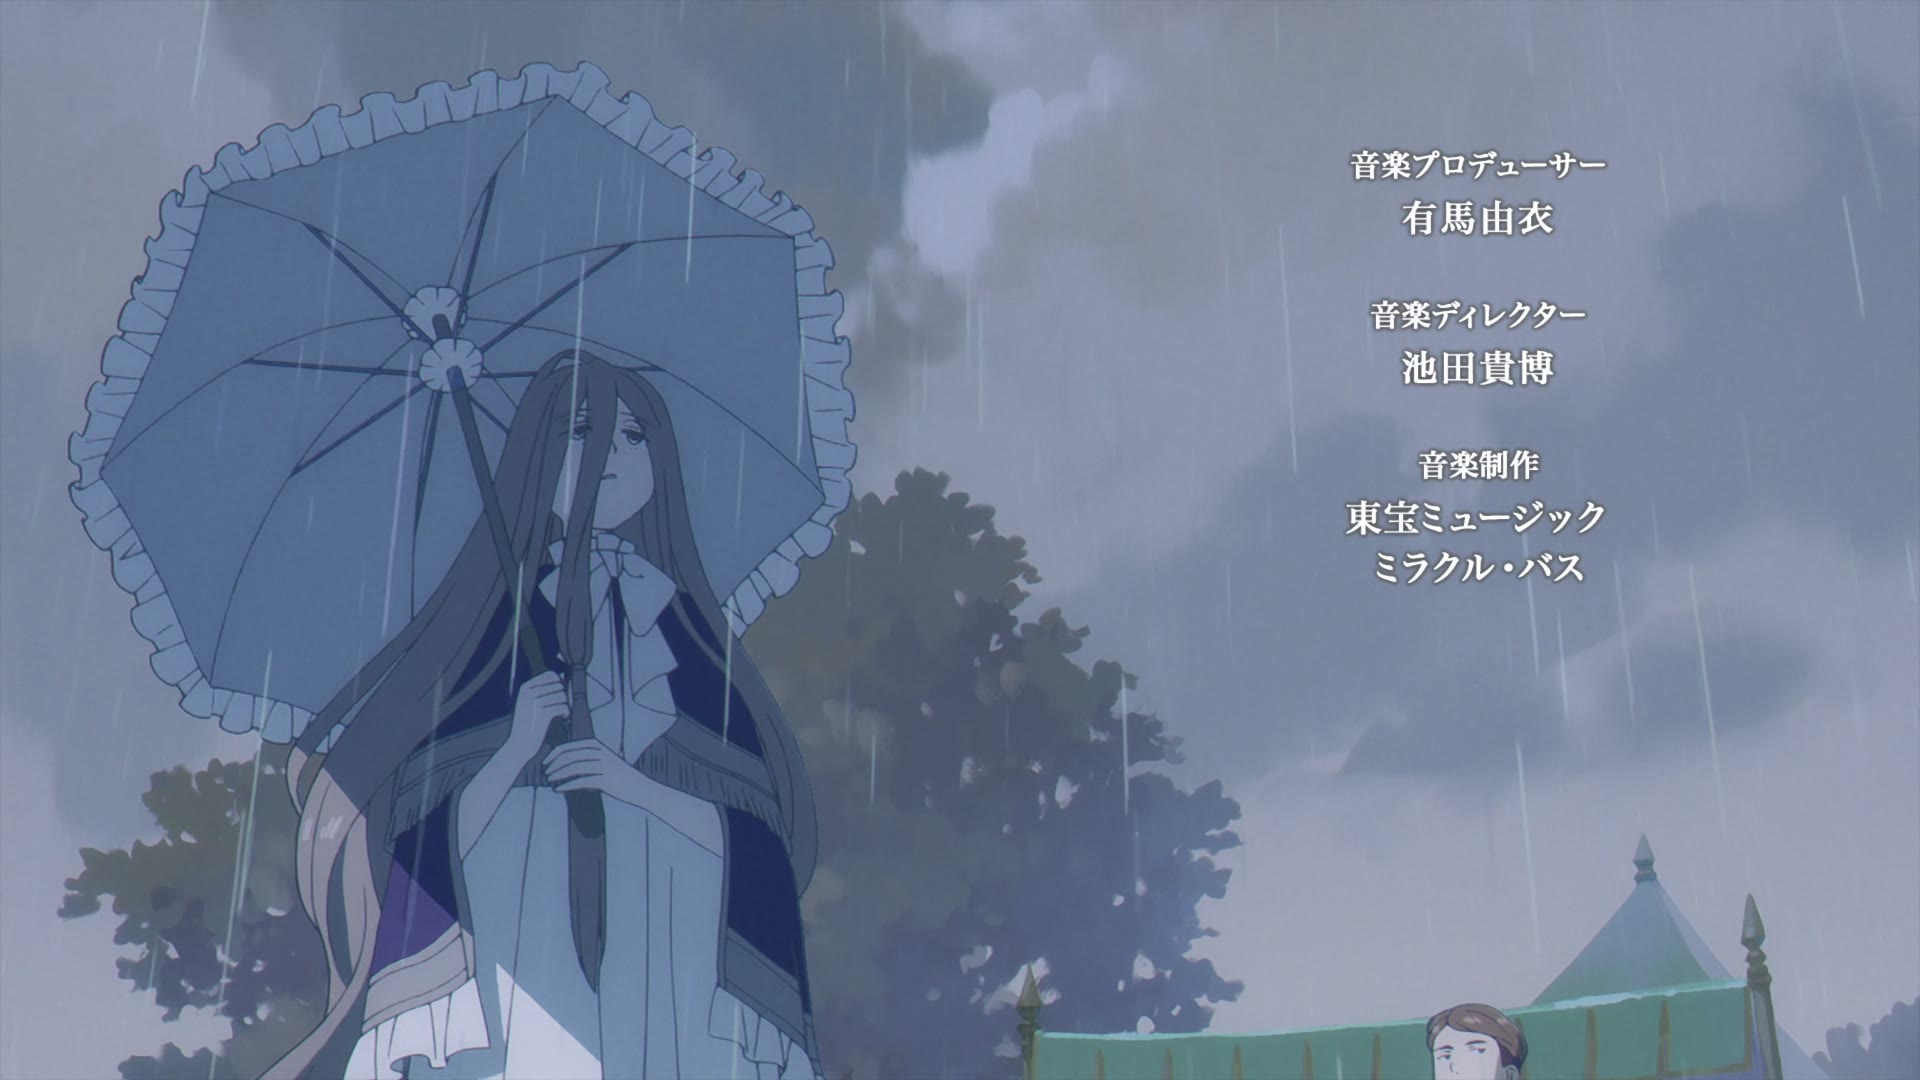 音楽プロデューサー
有馬由衣
音楽ディレクター
池田貴博
音楽制作
東宝ミュージック
ミラクル・バス